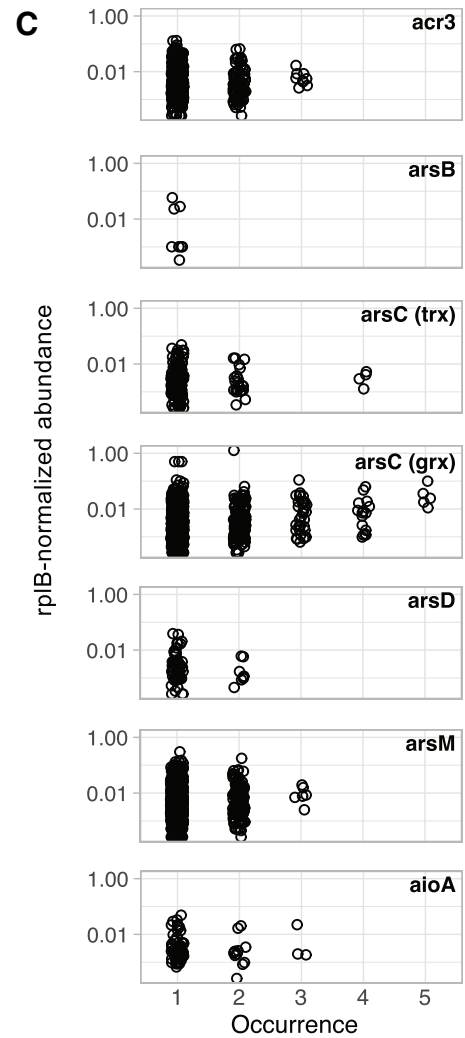 C
acr3
1.00
0.01
arsB
1.00
0.01
arsC (trx)
1.00
0.01
arsC (grx)
1.00
0.01
arsD
1.00
0.01
arsM
1.00
0.01
aioA
1.00
0.01
rplB-normalized abundance
1 2 3 4 5
Occurrence